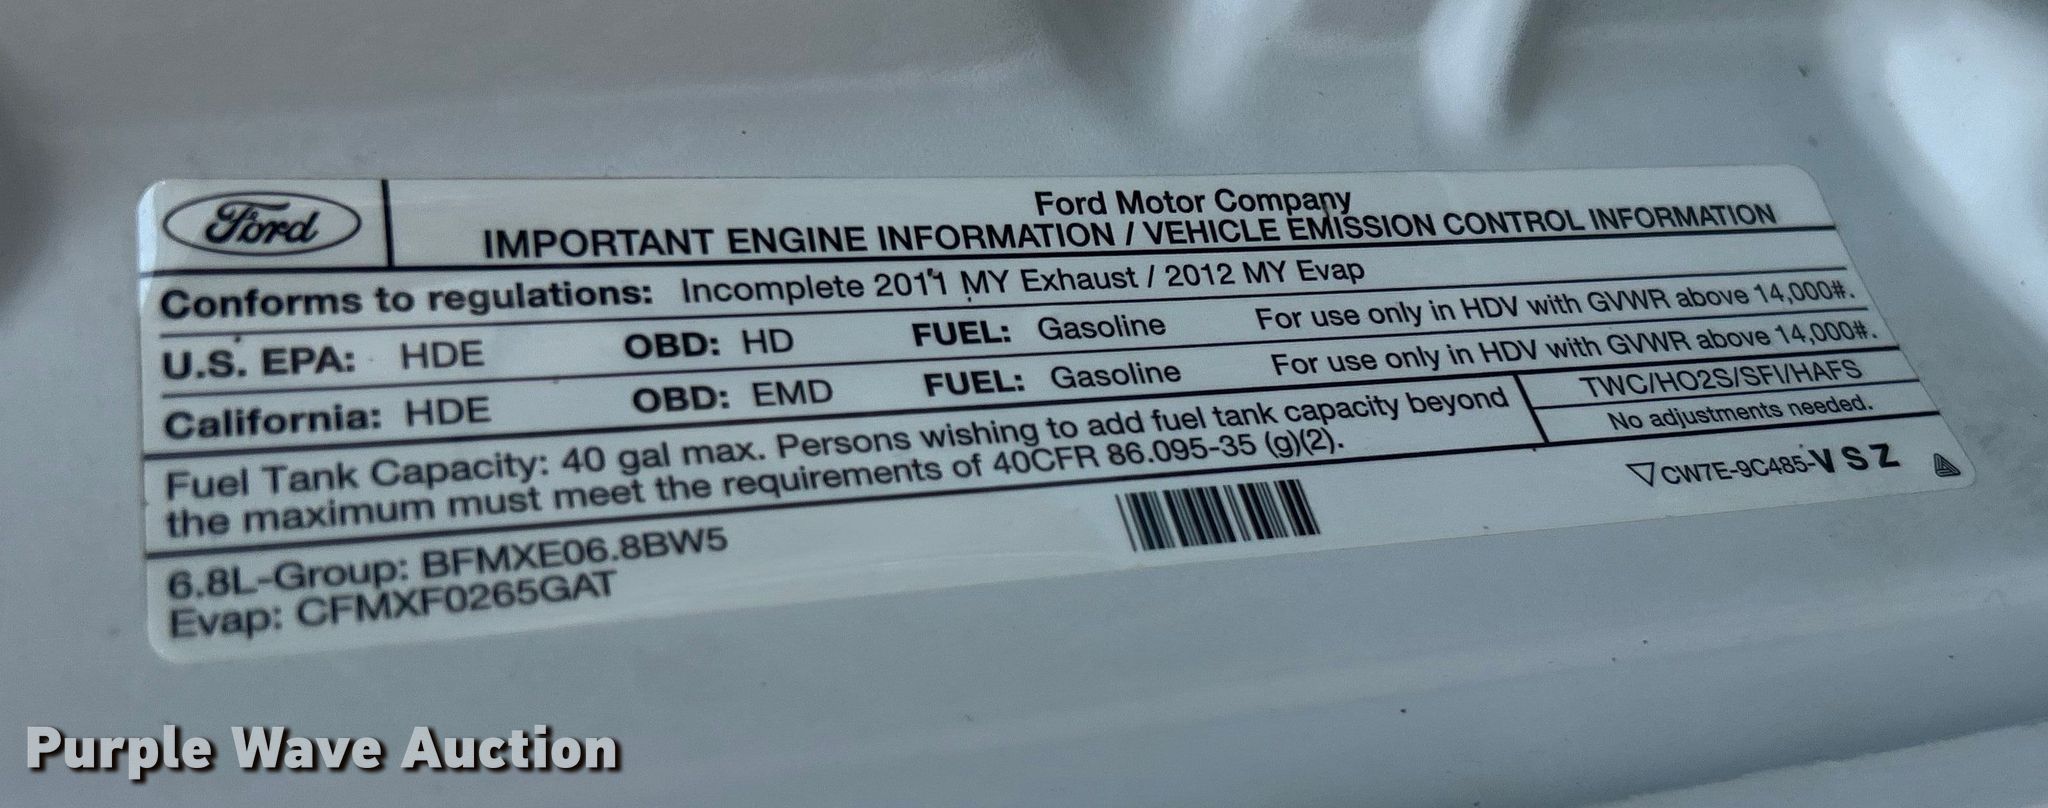 Ford
Ford Motor Company
IMPORTANT ENGINE INFORMATION / VEHICLE EMISSION CONTROL INFORMATION
Conforms to regulations: Incomplete 2011 MY Exhaust / 2012 MY Evap
U.S. EPA: HDE OBD: HD FUEL: Gasoline For use only in HDV with GVWR above 14,000#.
California: HDE OBD: EMD FUEL: Gasoline For use only in HDV with GVWR above 14,000#.
Fuel Tank Capacity: 40 gal max. Persons wishing to add fuel tank capacity beyond
the maximum must meet the requirements of 40CFR 86.095-35 (g)(2).
TWC/HO2S/SFI/HAFS
No adjustments needed.
6.8L-Group: BFMXE06.8BW5
Evap: CFMXF0265GAT
CW7E-9C485-VSZ
Purple Wave Auction